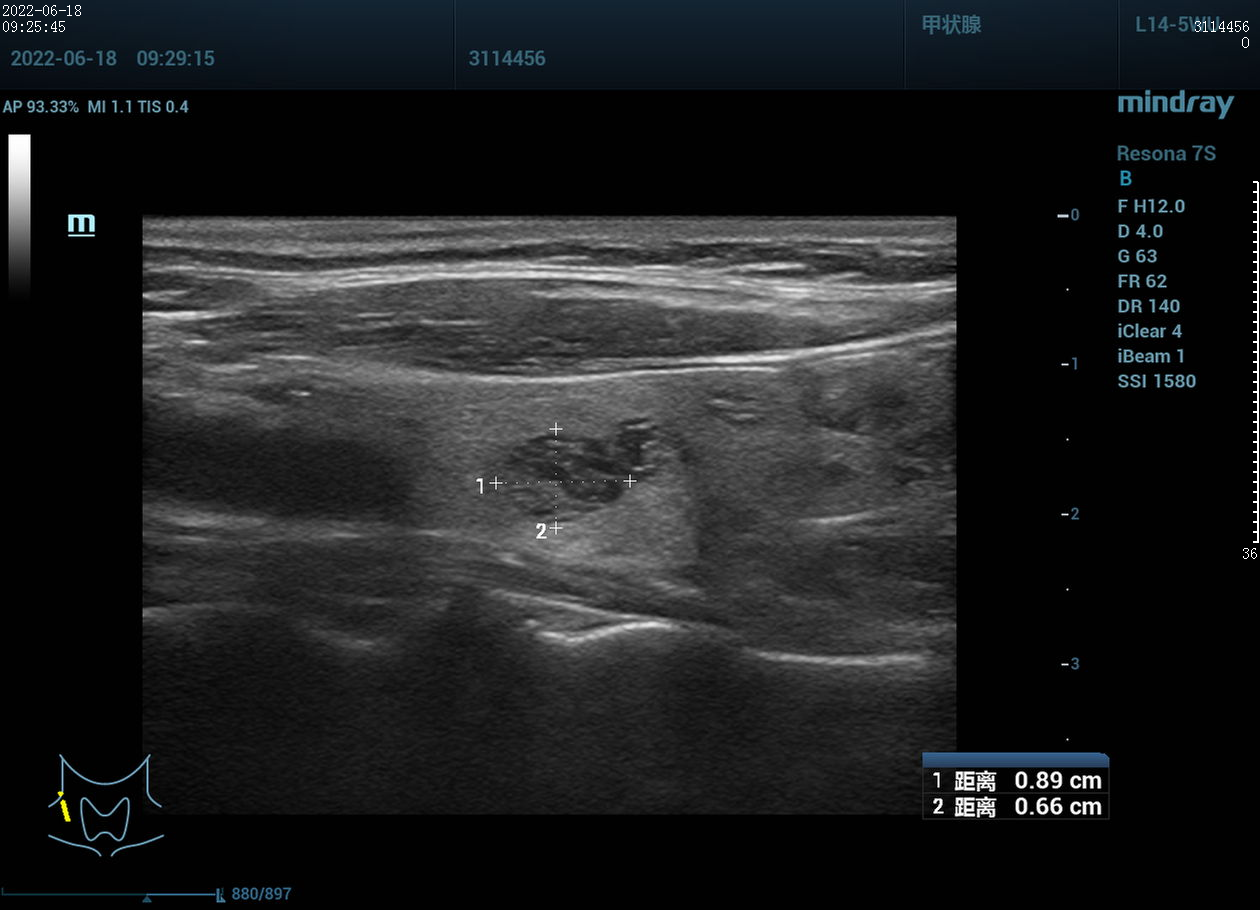 2022-06-18
09:25:45
2022-06-18 09:29:15
3114456
甲状腺
L14-5WU
3114456
0
AP 93.33% MI 1.1 TIS 0.4
mindray
Resona 7S
B
F H12.0
D 4.0
G 63
FR 62
DR 140
iClear 4
iBeam 1
SSI 1580
m
0
1
2
3
36
1
2
1 距离 0.89 cm
2 距离 0.66 cm
880/897